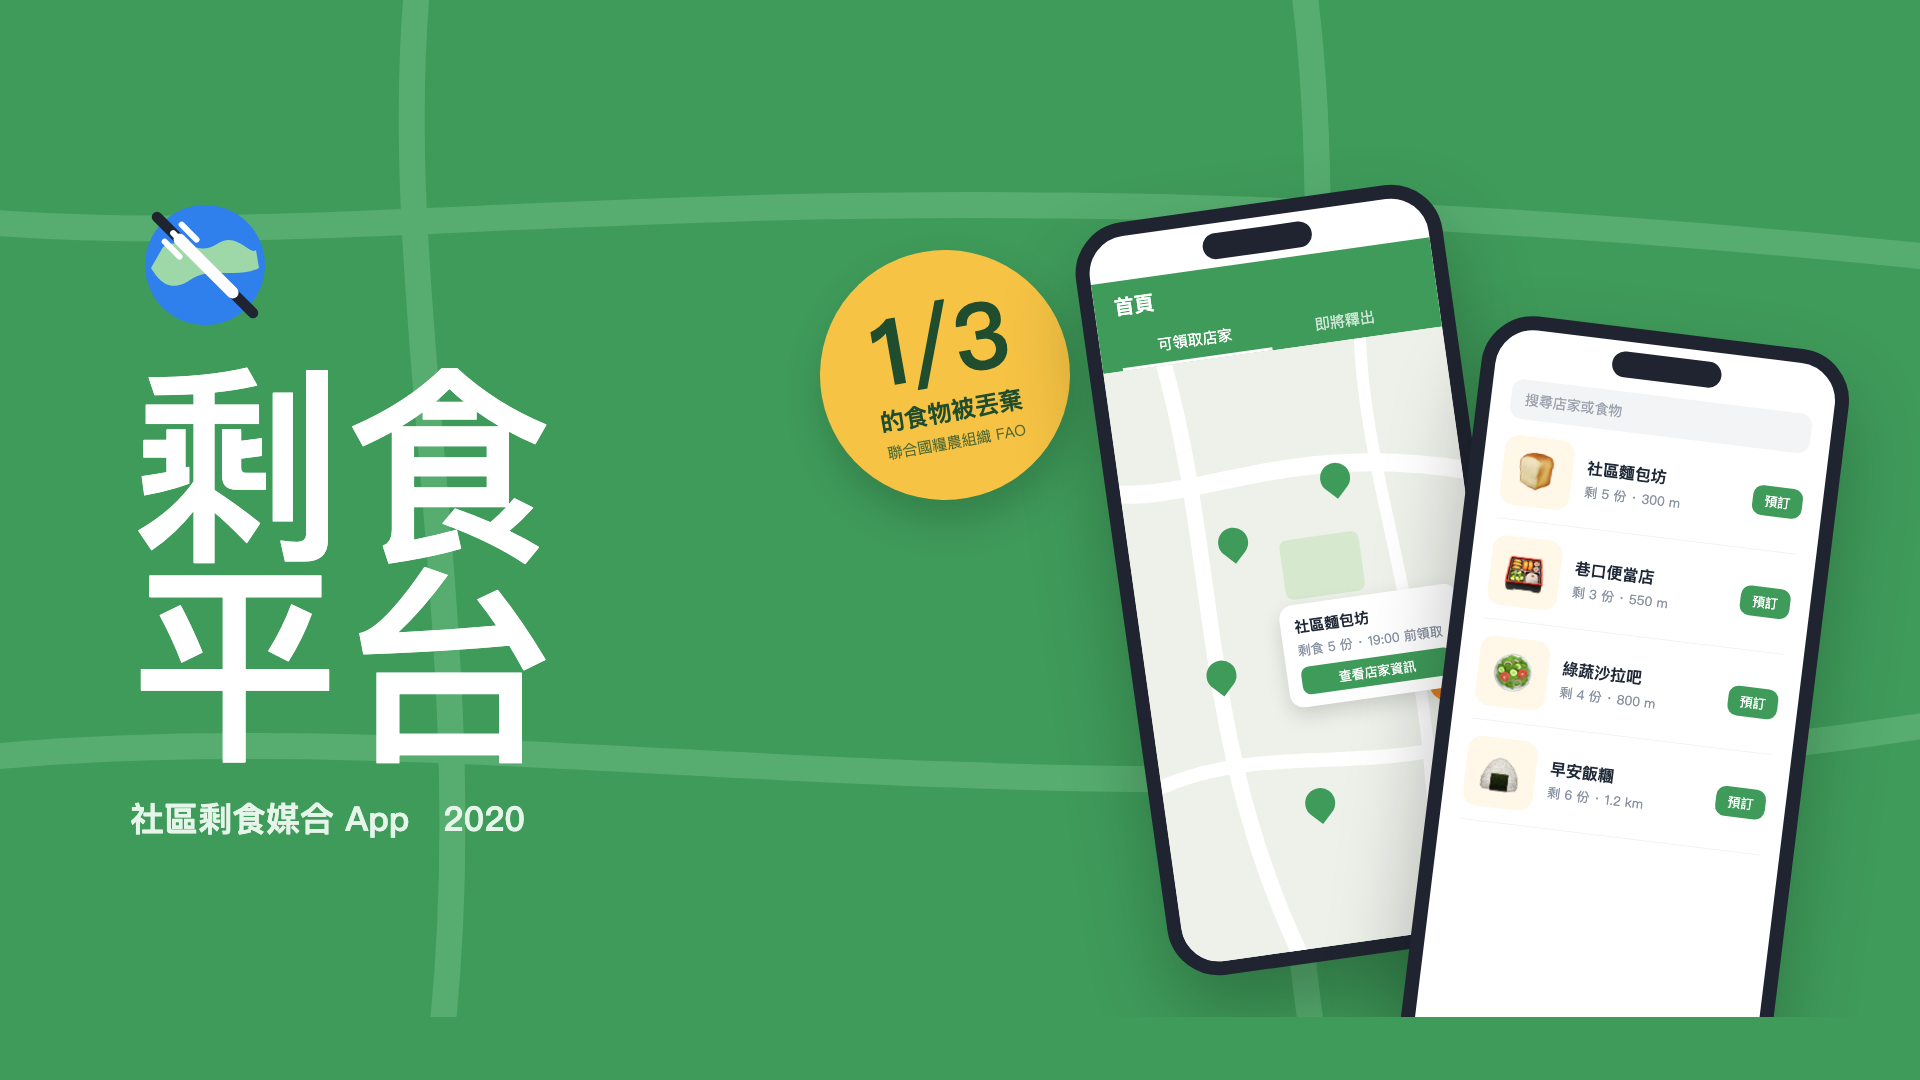 剩食
平台
社區剩食媒合 App 2020
1/3
的食物被丟棄
聯合國糧農組織 FAO
首頁
可領取店家
即將釋出
社區麵包坊
剩食 5 份 · 19:00 前領取
查看店家資訊
搜尋店家或食物
社區麵包坊
剩 5 份 · 300 m
預訂
巷口便當店
剩 3 份 · 550 m
預訂
綠蔬沙拉吧
剩 4 份 · 800 m
預訂
早安飯糰
剩 6 份 · 1.2 km
預訂